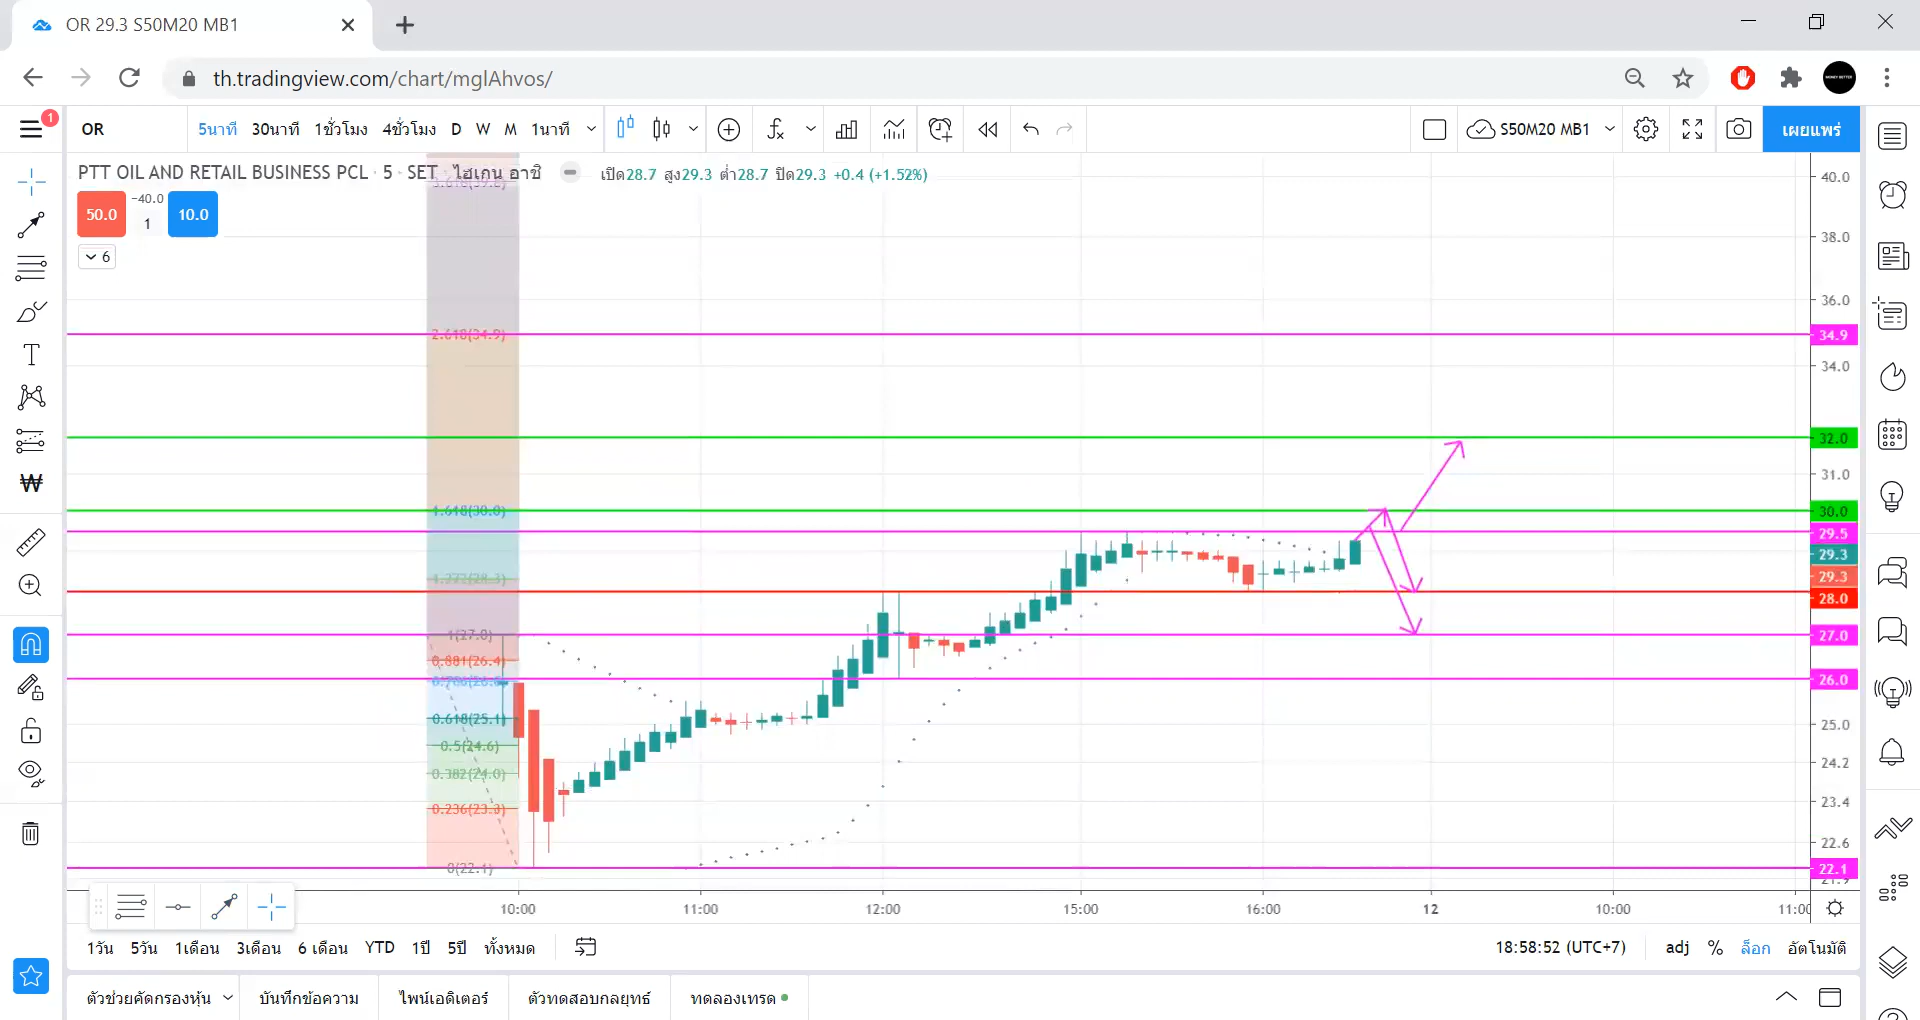 OR 29.3 S50M20 MB1
th.tradingview.com/chart/mglAhvos/
1
OR
5นาที 30นาที 1ชั่วโมง 4ชั่วโมง D W M 1นาที
S50M20 MB1
เผยแพร่
PTT OIL AND RETAIL BUSINESS PCL · 5 · SET · ไฮเกน อาชิ
เปิด28.7 สูง29.3 ต่ำ28.7 ปิด29.3 +0.4 (+1.52%)
50.0
−40.0
1
10.0
6
40.0
38.0
36.0
2.618(34.9)
34.9
34.0
32.0
31.0
1.618(30.0)
30.0
29.5
29.3
29.3
28.0
1(27.0)
27.0
0.881(26.4)
26.0
0.618(25.1)
25.0
0.5(24.6)
24.2
0.382(24.0)
23.4
0.236(23.3)
22.6
0(22.1)
22.1
10:00 11:00 12:00 15:00 16:00 12 10:00 11:00
1วัน 5วัน 1เดือน 3เดือน 6 เดือน YTD 1ปี 5ปี ทั้งหมด
18:58:52 (UTC+7)
adj % ล็อก อัตโนมัติ
ตัวช่วยคัดกรองหุ้น
บันทึกข้อความ
ไพน์เอดิเตอร์
ตัวทดสอบกลยุทธ์
ทดลองเทรด